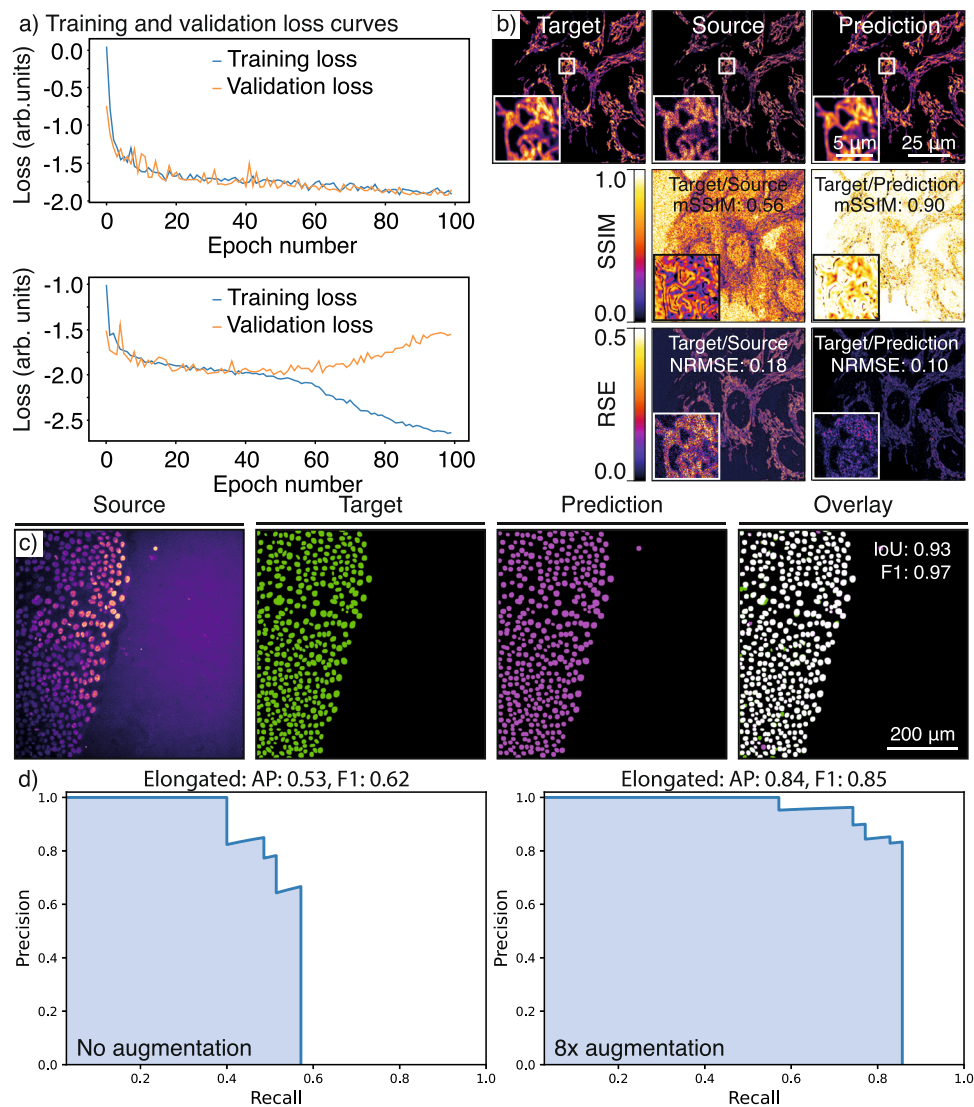 a) Training and validation loss curves
0.0
-0.5
-1.0
-1.5
-2.0
Loss (arb.units)
Training loss
Validation loss
0 20 40 60 80 100
Epoch number
-1.0
-1.5
-2.0
-2.5
Loss (arb. units)
Training loss
Validation loss
0 20 40 60 80 100
Epoch number
b)
Target
Source
Prediction
5 µm
25 µm
1.0
SSIM
0.0
Target/Source
mSSIM: 0.56
Target/Prediction
mSSIM: 0.90
0.5
RSE
0.0
Target/Source
NRMSE: 0.18
Target/Prediction
NRMSE: 0.10
Source
Target
Prediction
Overlay
c)
IoU: 0.93
F1: 0.97
200 µm
d)
Elongated: AP: 0.53, F1: 0.62
1.0
0.8
0.6
0.4
0.2
0.0
Precision
No augmentation
0.2 0.4 0.6 0.8 1.0
Recall
Elongated: AP: 0.84, F1: 0.85
1.0
0.8
0.6
0.4
0.2
0.0
Precision
8x augmentation
0.2 0.4 0.6 0.8 1.0
Recall